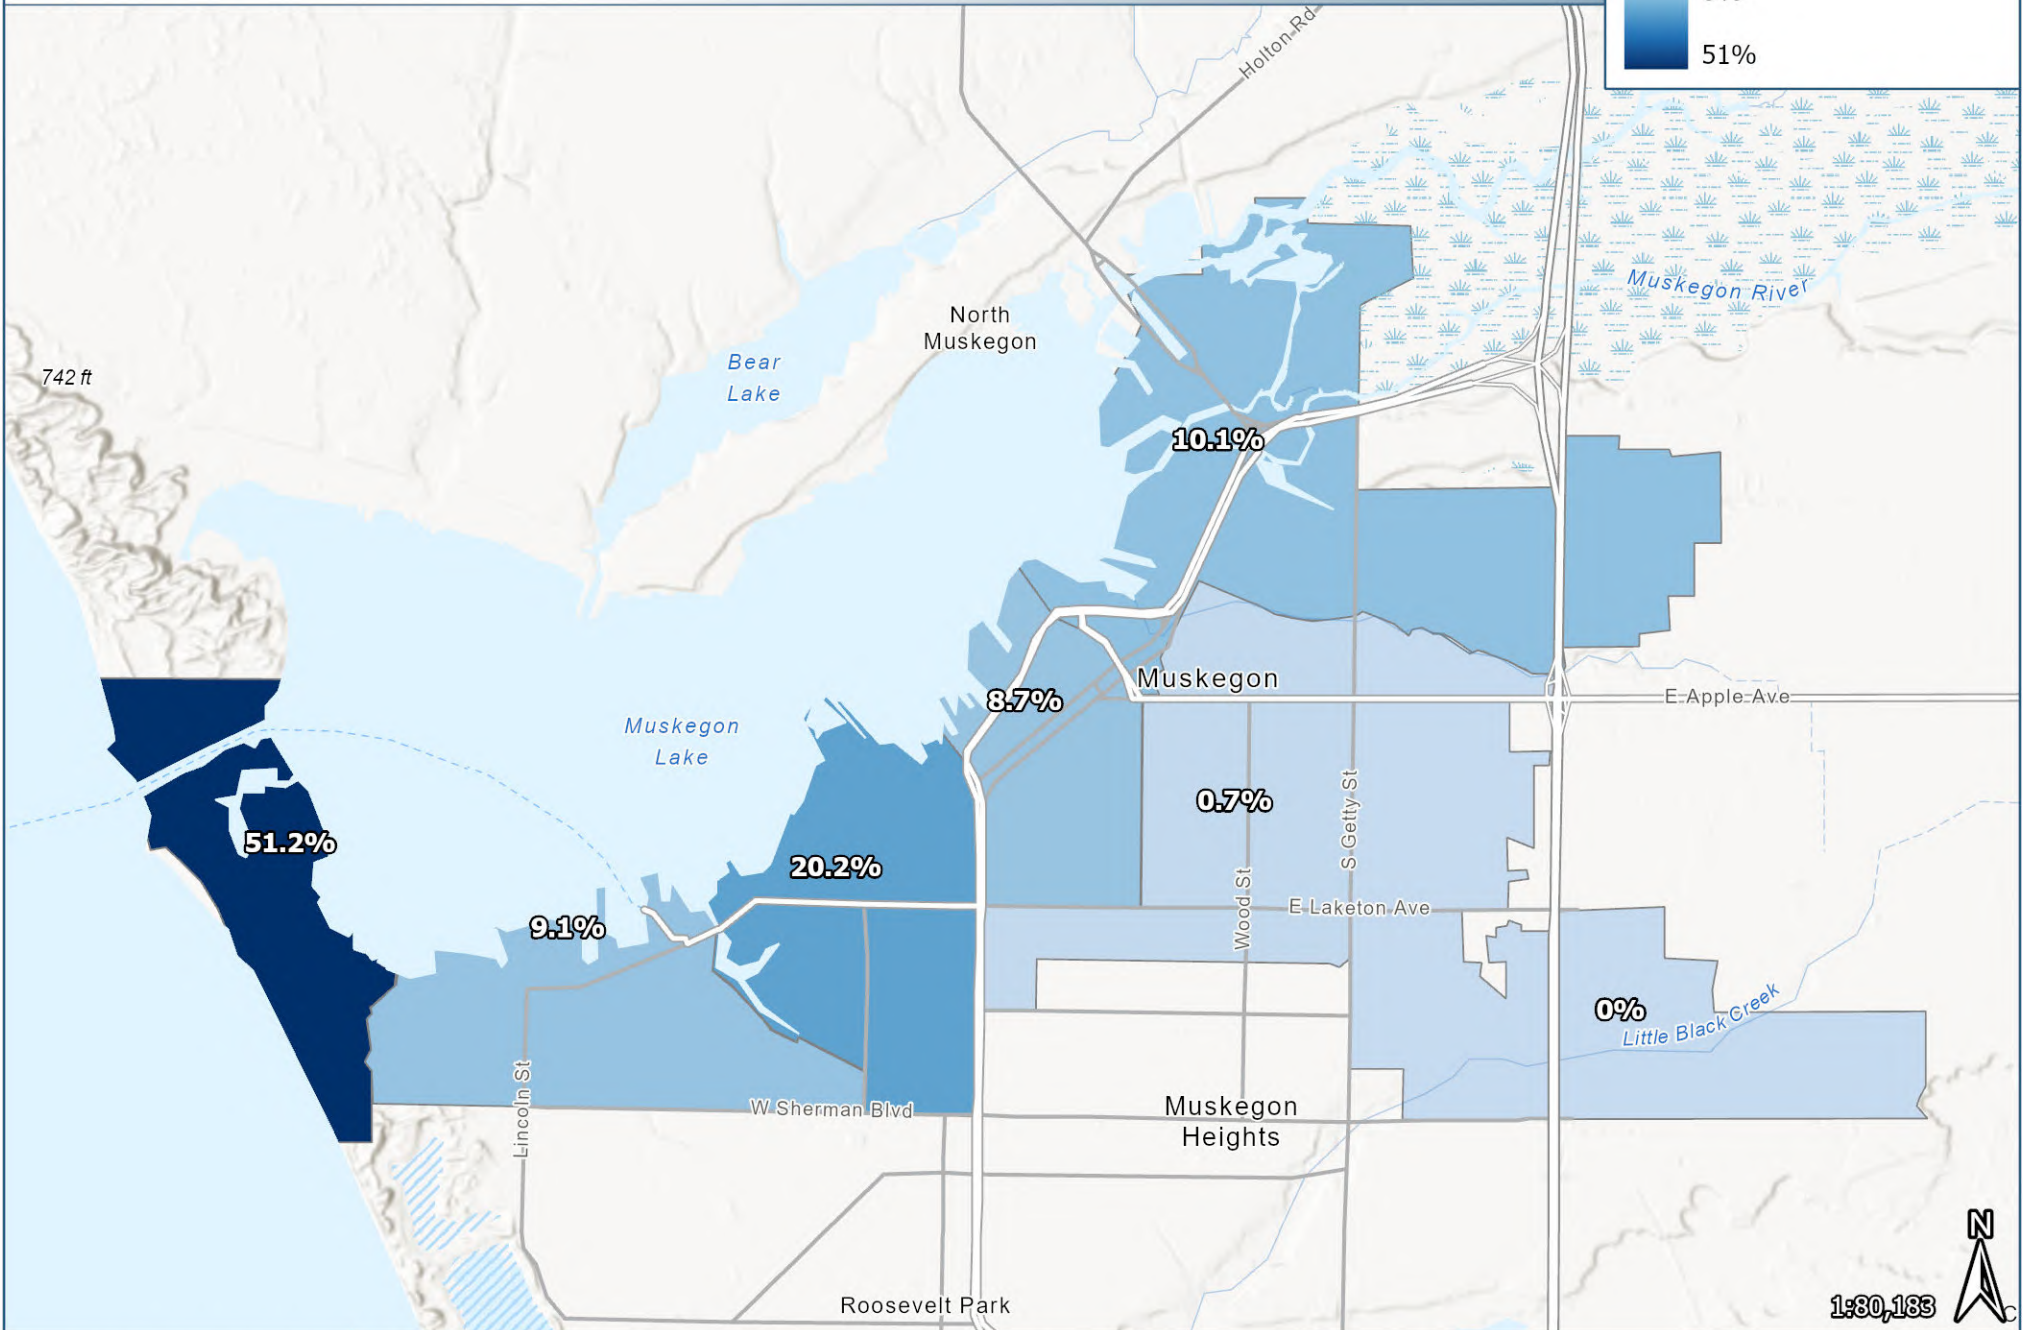 51%
Holton Rd
Muskegon River
North
Muskegon
Bear
Lake
742 ft
10.1%
Muskegon
8.7%
E Apple Ave
Muskegon
Lake
0.7%
S Getty St
51.2%
20.2%
9.1%
Wood St
E Laketon Ave
0%
Little Black Creek
Lincoln St
W Sherman Blvd
Muskegon
Heights
Roosevelt Park
N
1:80,183
C